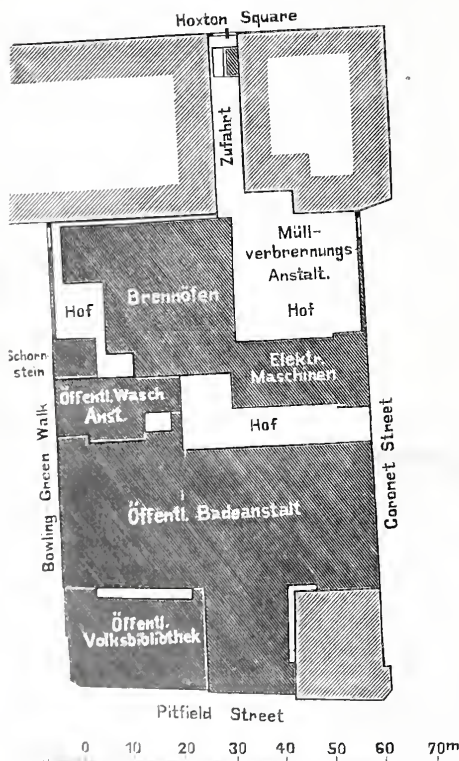 Hoxton Square
Zufahrt
Müll-
verbrennungs
Anstalt.
Hof
Brennöfen
Hof
Schorn
stein
Elektr.
Maschinen
Öffentl. Wasch
Anst.
Hof
Bowling Green Walk
Coronet Street
Öffentl. Badeanstalt
Öffentl.
Volksbibliothek
Pitfield Street
0 10 20 30 40 50 60 70m